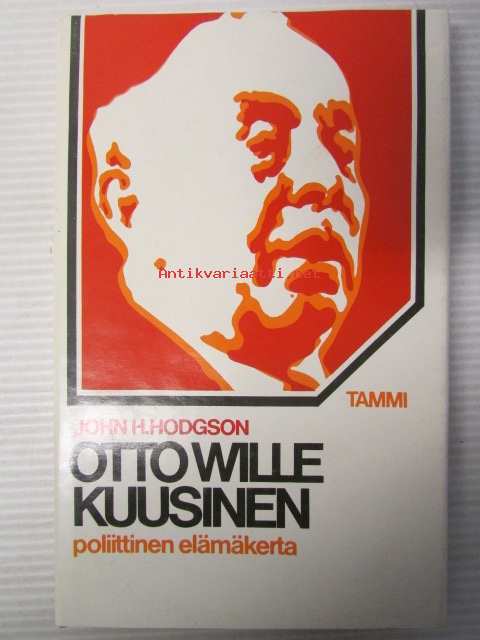 Antikvariaatti.net
TAMMI
JOHN H.HODGSON
OTTO WILLE
KUUSINEN
poliittinen elämäkerta